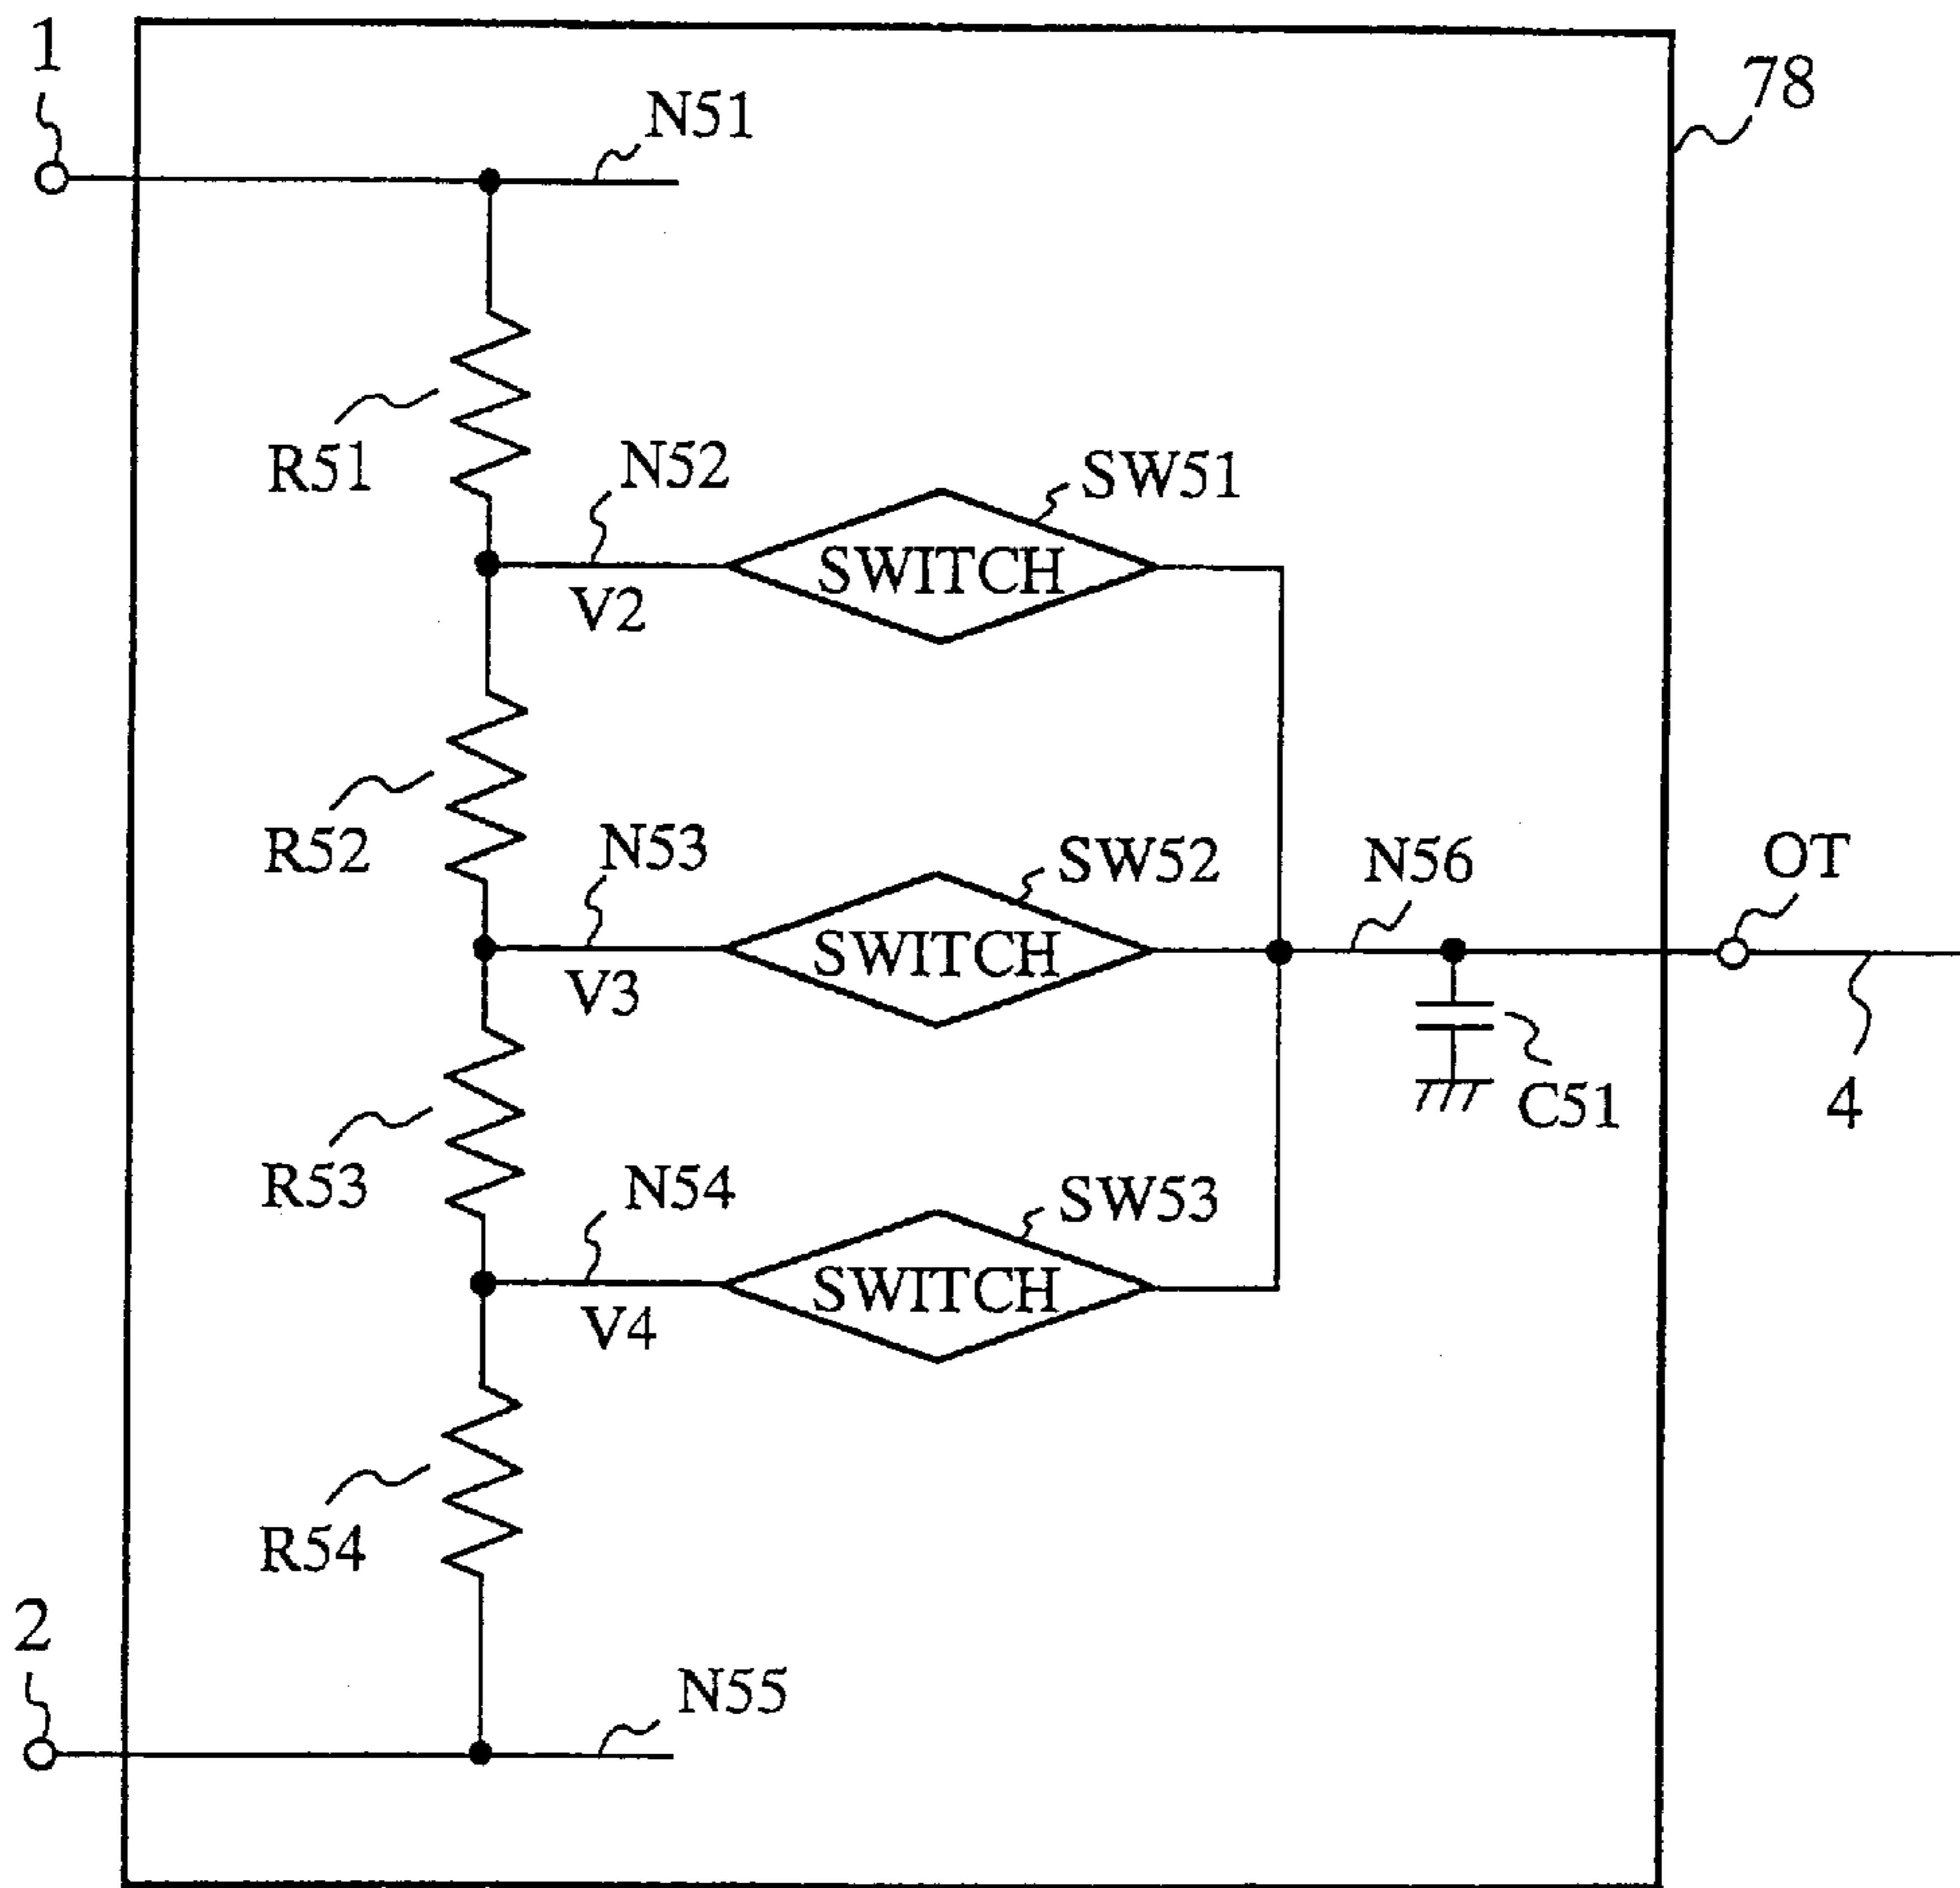 1
78
N51
R51
N52
SW51
SWITCH
V2
R52
N53
SW52
N56
OT
SWITCH
V3
C51
4
R53
N54
SW53
SWITCH
V4
R54
2
N55